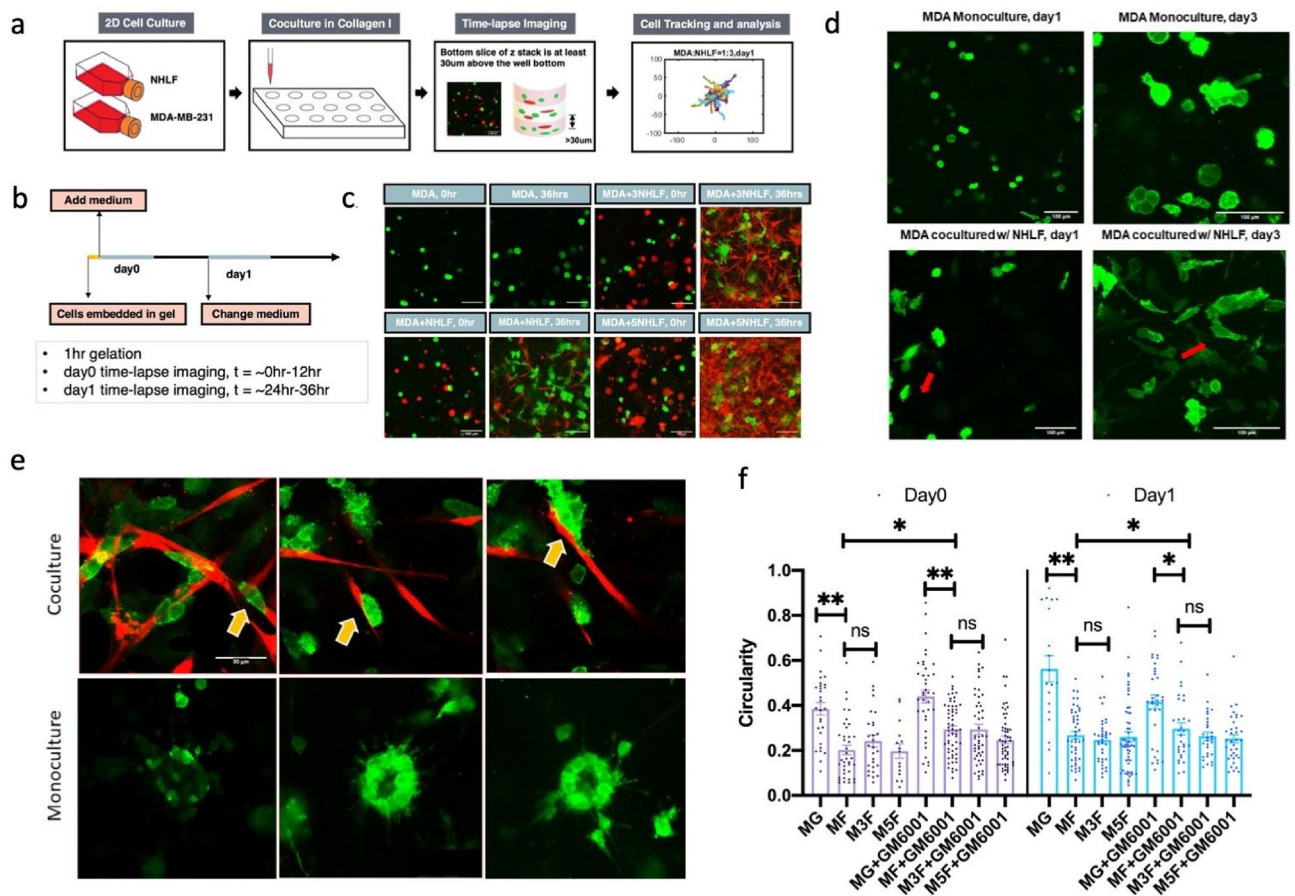 a
2D Cell Culture
NHLF
MDA-MB-231
Coculture in Collagen I
Time-lapse Imaging
Bottom slice of z stack is at least
30um above the well bottom
>30um
Cell Tracking and analysis
MDA:NHLF=1:3,day1
100
50
0
-50
-100
-100
0
100
b
Add medium
day0
day1
Cells embedded in gel
Change medium
• 1hr gelation
• day0 time-lapse imaging, t = ~0hr-12hr
• day1 time-lapse imaging, t = ~24hr-36hr
c.
MDA, 0hr
MDA, 36hrs
MDA+3NHLF, 0hr
MDA+3NHLF, 36hrs
MDA+NHLF, 0hr
MDA+NHLF, 36hrs
MDA+5NHLF, 0hr
MDA+5NHLF, 36hrs
d
MDA Monoculture, day1
MDA Monoculture, day3
100 µm
100 µm
MDA cocultured w/ NHLF, day1
MDA cocultured w/ NHLF, day3
100 µm
100 µm
e
Coculture
Monoculture
f
Day0
Day1
* *
** ** ** *
ns ns ns ns
Circularity
1.0
0.8
0.6
0.4
0.2
0.0
MG
MF
M3F
M5F
MG+GM6001
MF+GM6001
M3F+GM6001
M5F+GM6001
MG
MF
M3F
M5F
MG+GM6001
MF+GM6001
M3F+GM6001
M5F+GM6001